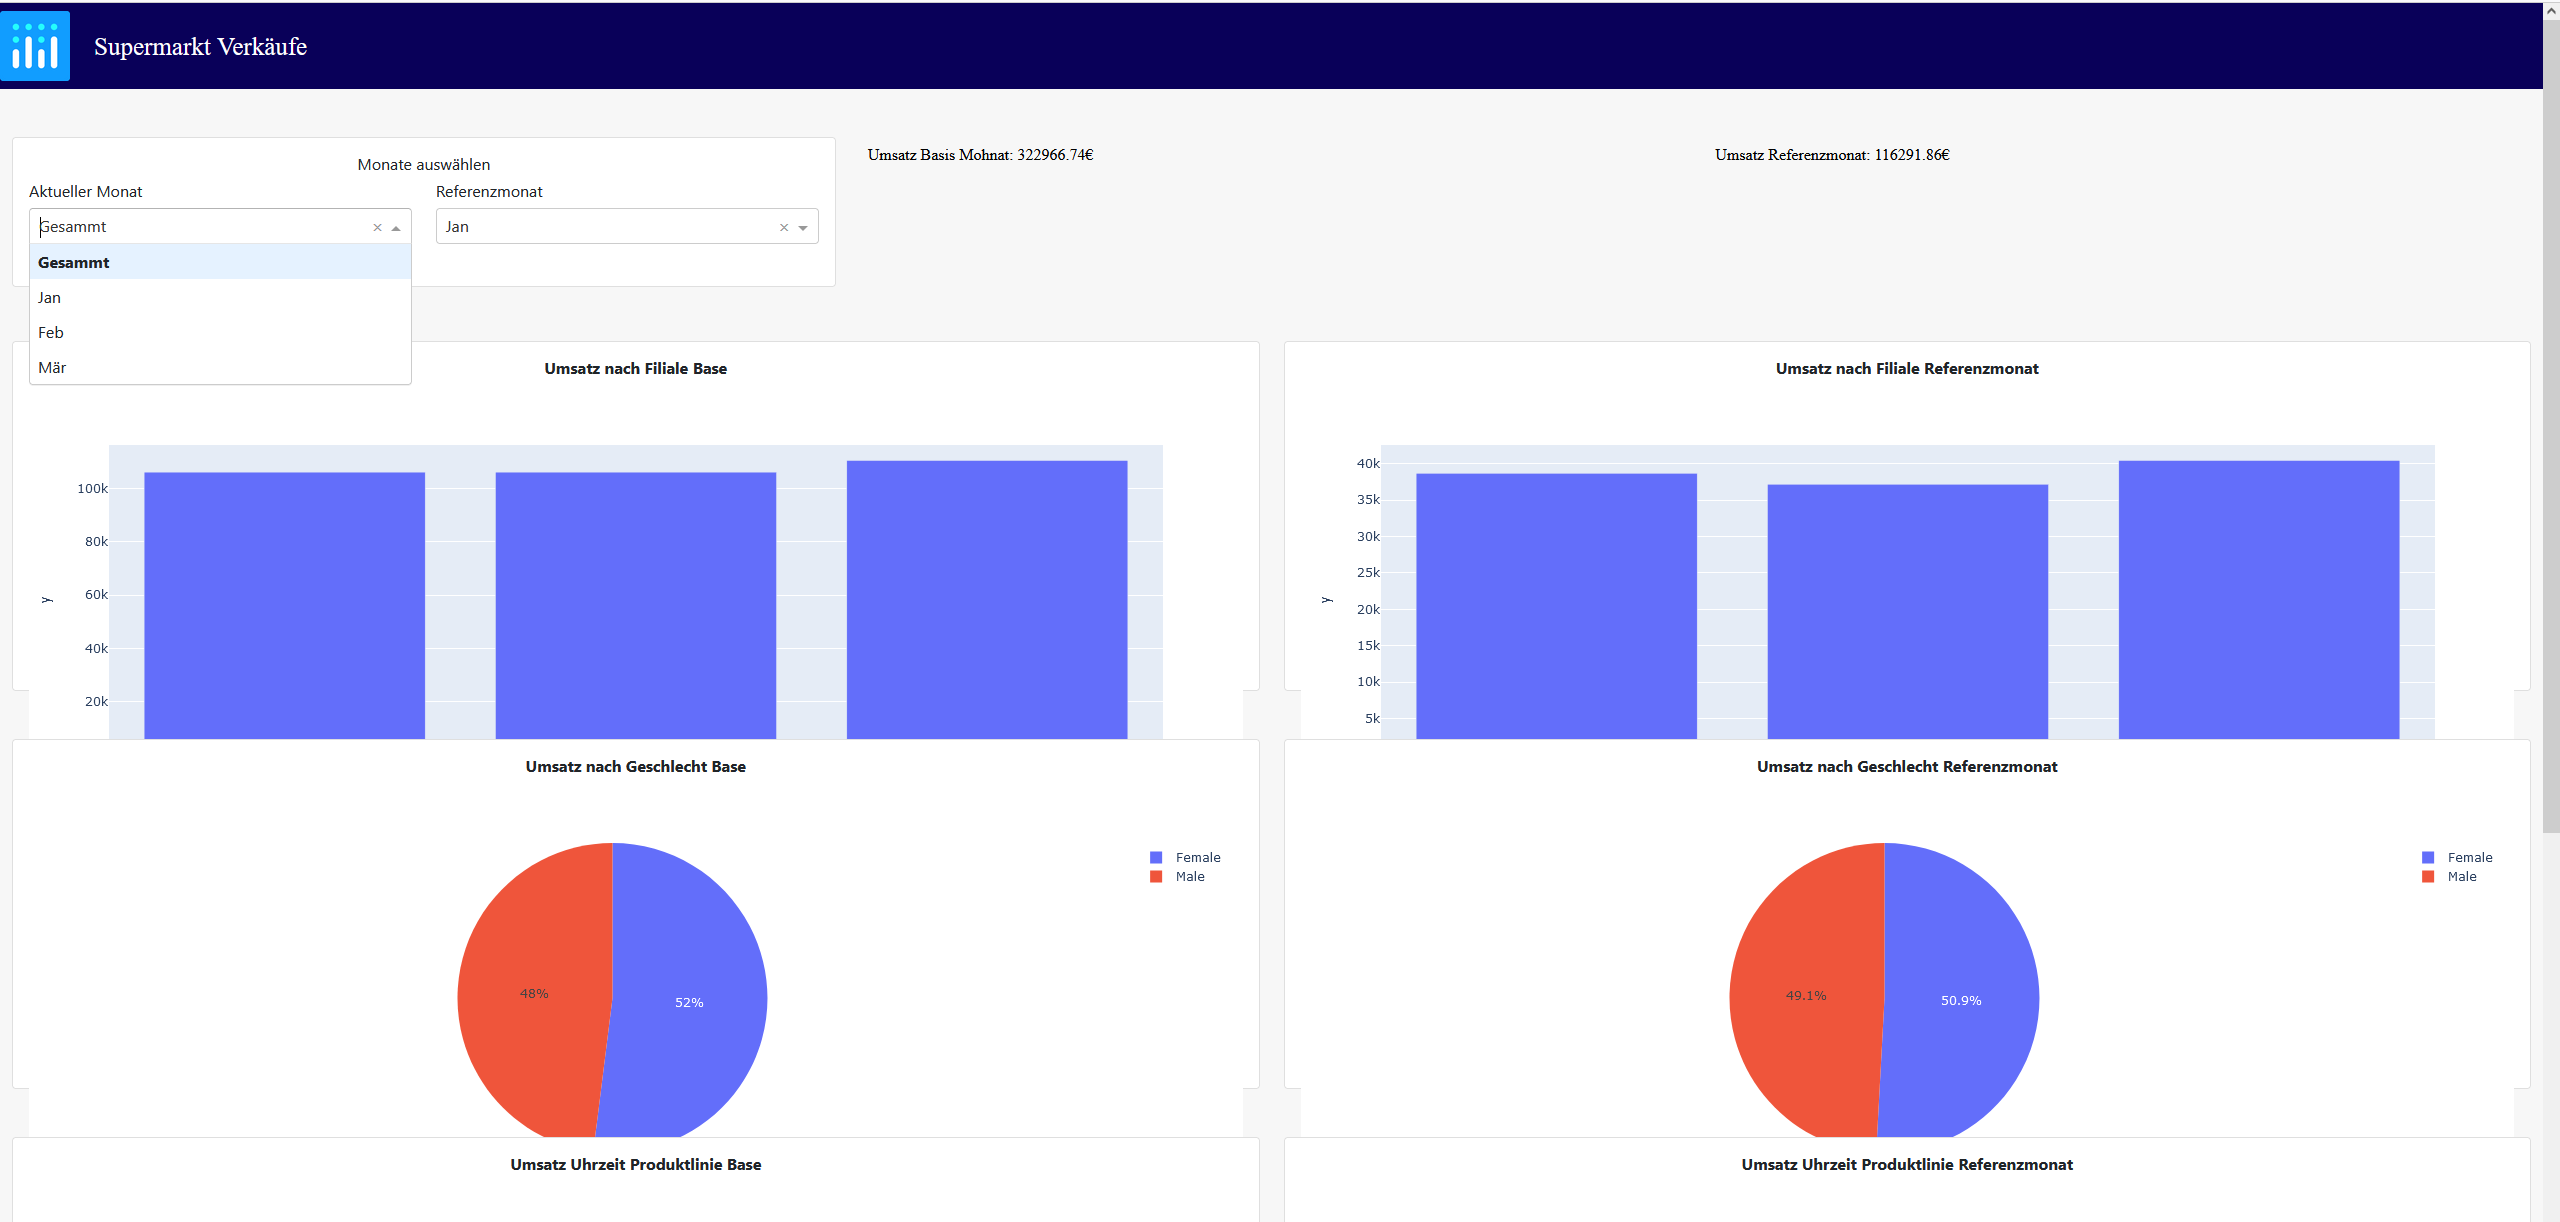 Supermarkt Verkäufe
Monate auswählen
Aktueller Monat
Referenzmonat
Gesammt
Jan
Gesammt
Jan
Feb
Mär
Umsatz Basis Mohnat: 322966.74€
Umsatz Referenzmonat: 116291.86€
Umsatz nach Filiale Base
100k
80k
60k
40k
20k
y
Umsatz nach Filiale Referenzmonat
40k
35k
30k
25k
20k
15k
10k
5k
y
Umsatz nach Geschlecht Base
Female
Male
48%
52%
Umsatz nach Geschlecht Referenzmonat
Female
Male
49.1%
50.9%
Umsatz Uhrzeit Produktlinie Base
Umsatz Uhrzeit Produktlinie Referenzmonat